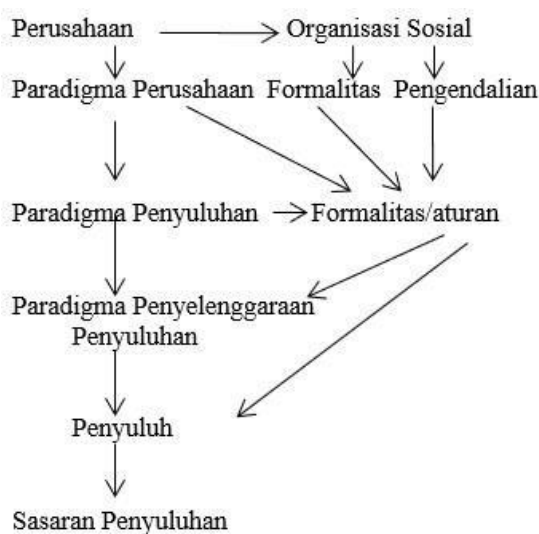 Perusahaan Organisasi Sosial
Paradigma Perusahaan Formalitas Pengendalian
Paradigma Penyuluhan Formalitas/aturan
Paradigma Penyelenggaraan
Penyuluhan
Penyuluh
Sasaran Penyuluhan